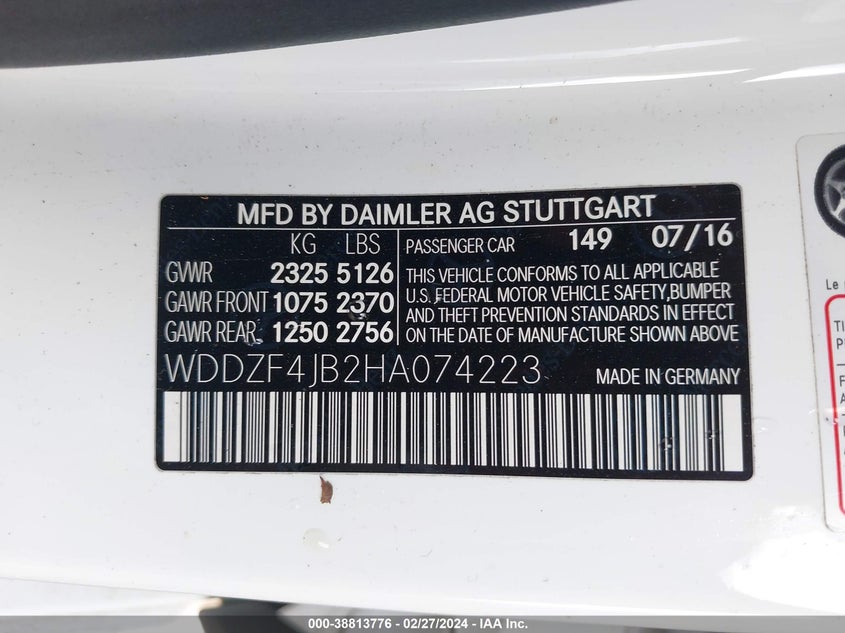 MFD BY DAIMLER AG STUTTGART
KG LBS
GVWR 2325 5126
GAWR FRONT 1075 2370
GAWR REAR 1250 2756
PASSENGER CAR 149 07/16
THIS VEHICLE CONFORMS TO ALL APPLICABLE
U.S. FEDERAL MOTOR VEHICLE SAFETY,BUMPER
AND THEFT PREVENTION STANDARDS IN EFFECT
ON THE DATE OF MANUFACTURE SHOWN ABOVE
WDDZF4JB2HA074223 MADE IN GERMANY
Le
000-38813776 - 02/27/2024 - IAA Inc.